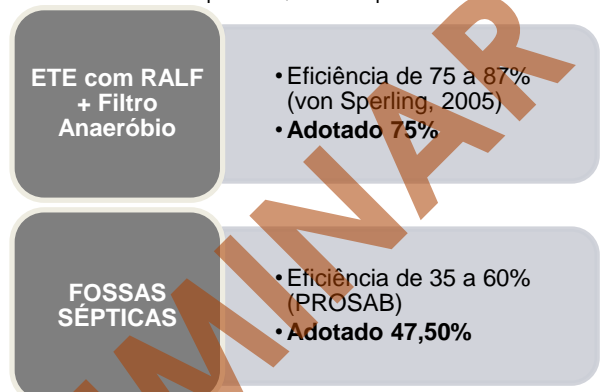 ETE com RALF
+ Filtro
Anaeróbio
• Eficiência de 75 a 87%
(von Sperling, 2005)
• Adotado 75%
FOSSAS
SÉPTICAS
• Eficiência de 35 a 60%
(PROSAB)
• Adotado 47,50%
MINAR